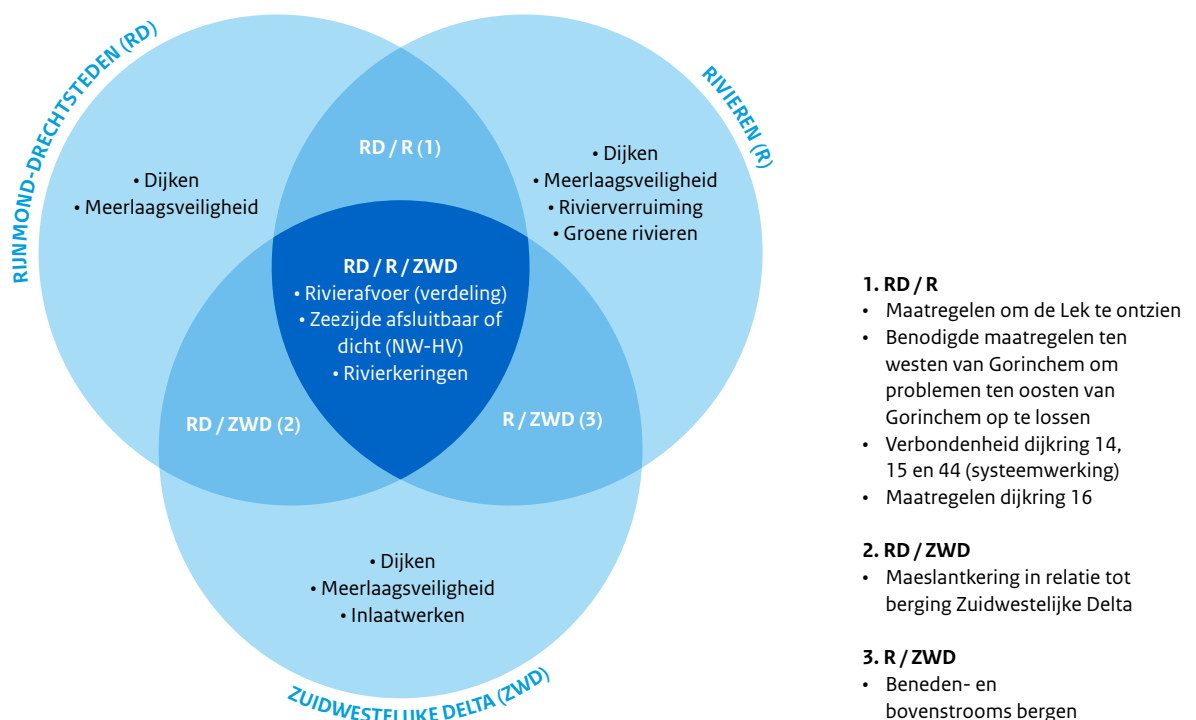 RIJNMOND-DRECHTSTEDEN (RD)
RIVIEREN (R)
RD / R (1)
• Dijken
• Meerlaagsveiligheid
• Dijken
• Meerlaagsveiligheid
• Rivierverruiming
• Groene rivieren
RD / R / ZWD
• Rivierafvoer (verdeling)
• Zeezijde afsluitbaar of
dicht (NW-HV)
• Rivierkeringen
RD / ZWD (2)
R / ZWD (3)
• Dijken
• Meerlaagsveiligheid
• Inlaatwerken
ZUIDWESTELIJKE DELTA (ZWD)
1. RD / R
• Maatregelen om de Lek te ontzien
• Benodigde maatregelen ten
westen van Gorinchem om
problemen ten oosten van
Gorinchem op te lossen
• Verbondenheid dijkring 14,
15 en 44 (systeemwerking)
• Maatregelen dijkring 16
2. RD / ZWD
• Maeslantkering in relatie tot
berging Zuidwestelijke Delta
3. R / ZWD
• Beneden- en
bovenstrooms bergen